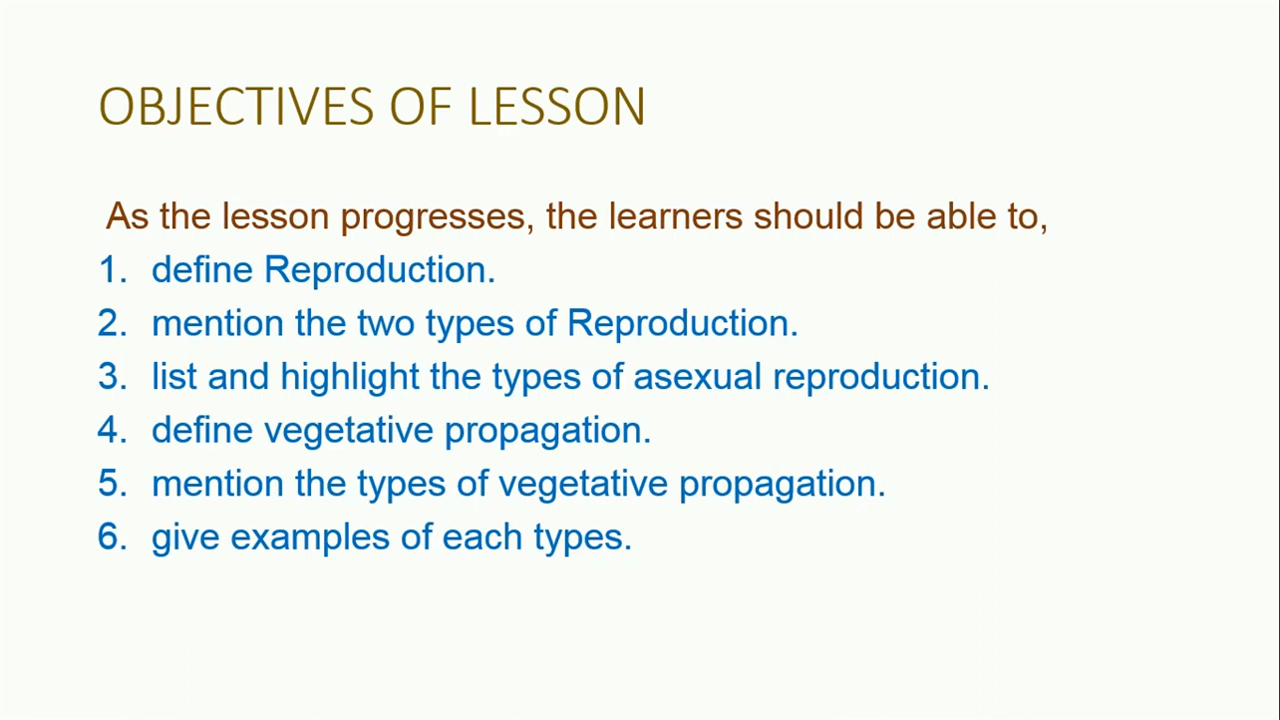 OBJECTIVES OF LESSON
As the lesson progresses, the learners should be able to,
1. define Reproduction.
2. mention the two types of Reproduction.
3. list and highlight the types of asexual reproduction.
4. define vegetative propagation.
5. mention the types of vegetative propagation.
6. give examples of each types.